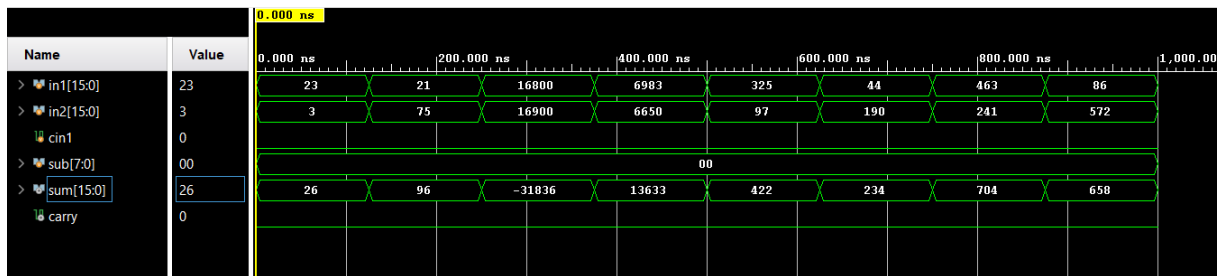 0.000 ns
Name Value 0.000 ns 200.000 ns 400.000 ns 600.000 ns 800.000 ns 1,000.00
in1[15:0] 23 23 21 16800 6983 325 44 463 86
in2[15:0] 3 3 75 16900 6650 97 190 241 572
cin1 0
sub[7:0] 00 00
sum[15:0] 26 26 96 -31836 13633 422 234 704 658
carry 0